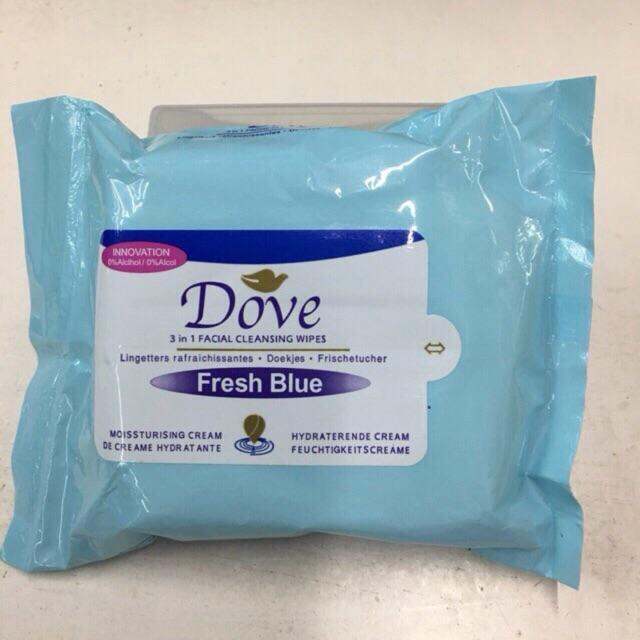 INNOVATION
0%Alcihol / 0%Alcol
Dove
3 in 1 FACIAL CLEANSING WIPES
Lingetters rafraichissantes • Doekjes • Frischetucher
Fresh Blue
MOISSTURISING CREAM
DE CREAME HYDRATANTE
HYDRATERENDE CREAM
FEUCHTIGKEITSCREAME